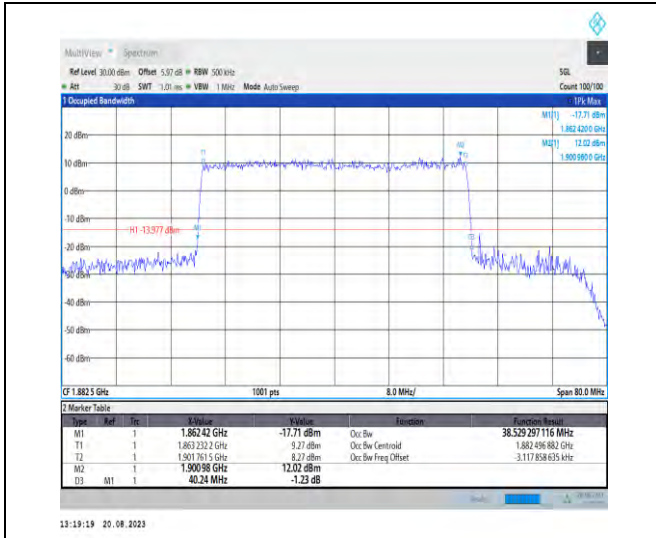 MultiView Spectrum
Ref Level 30.00 dBm Offset 5.97 dB RBW 500 kHz SGL
Att 30 dB SWT 1.01 ms VBW 1 MHz Mode Auto Sweep Count 100/100
1 Occupied Bandwidth 1Pk Max
M1[1] -17.71 dBm
1.862 4200 GHz
M2[1] 12.02 dBm
1.900 9800 GHz
20 dBm
10 dBm
0 dBm
-10 dBm
H1 -13.977 dBm
-20 dBm
-30 dBm
-40 dBm
-50 dBm
-60 dBm
T1
M2
T2
M1
D3
CF 1.882 5 GHz 1001 pts 8.0 MHz/ Span 80.0 MHz
2 Marker Table
Type Ref Trc X-Value Y-Value Function Function Result
M1 1 1.862 42 GHz -17.71 dBm Occ Bw 38.529 297 116 MHz
T1 1 1.863 232 2 GHz 9.27 dBm Occ Bw Centroid 1.882 496 882 GHz
T2 1 1.901 761 5 GHz 8.27 dBm Occ Bw Freq Offset -3.117 858 635 kHz
M2 1 1.900 98 GHz 12.02 dBm
D3 M1 1 40.24 MHz -1.23 dB
13:19:19 20.08.2023